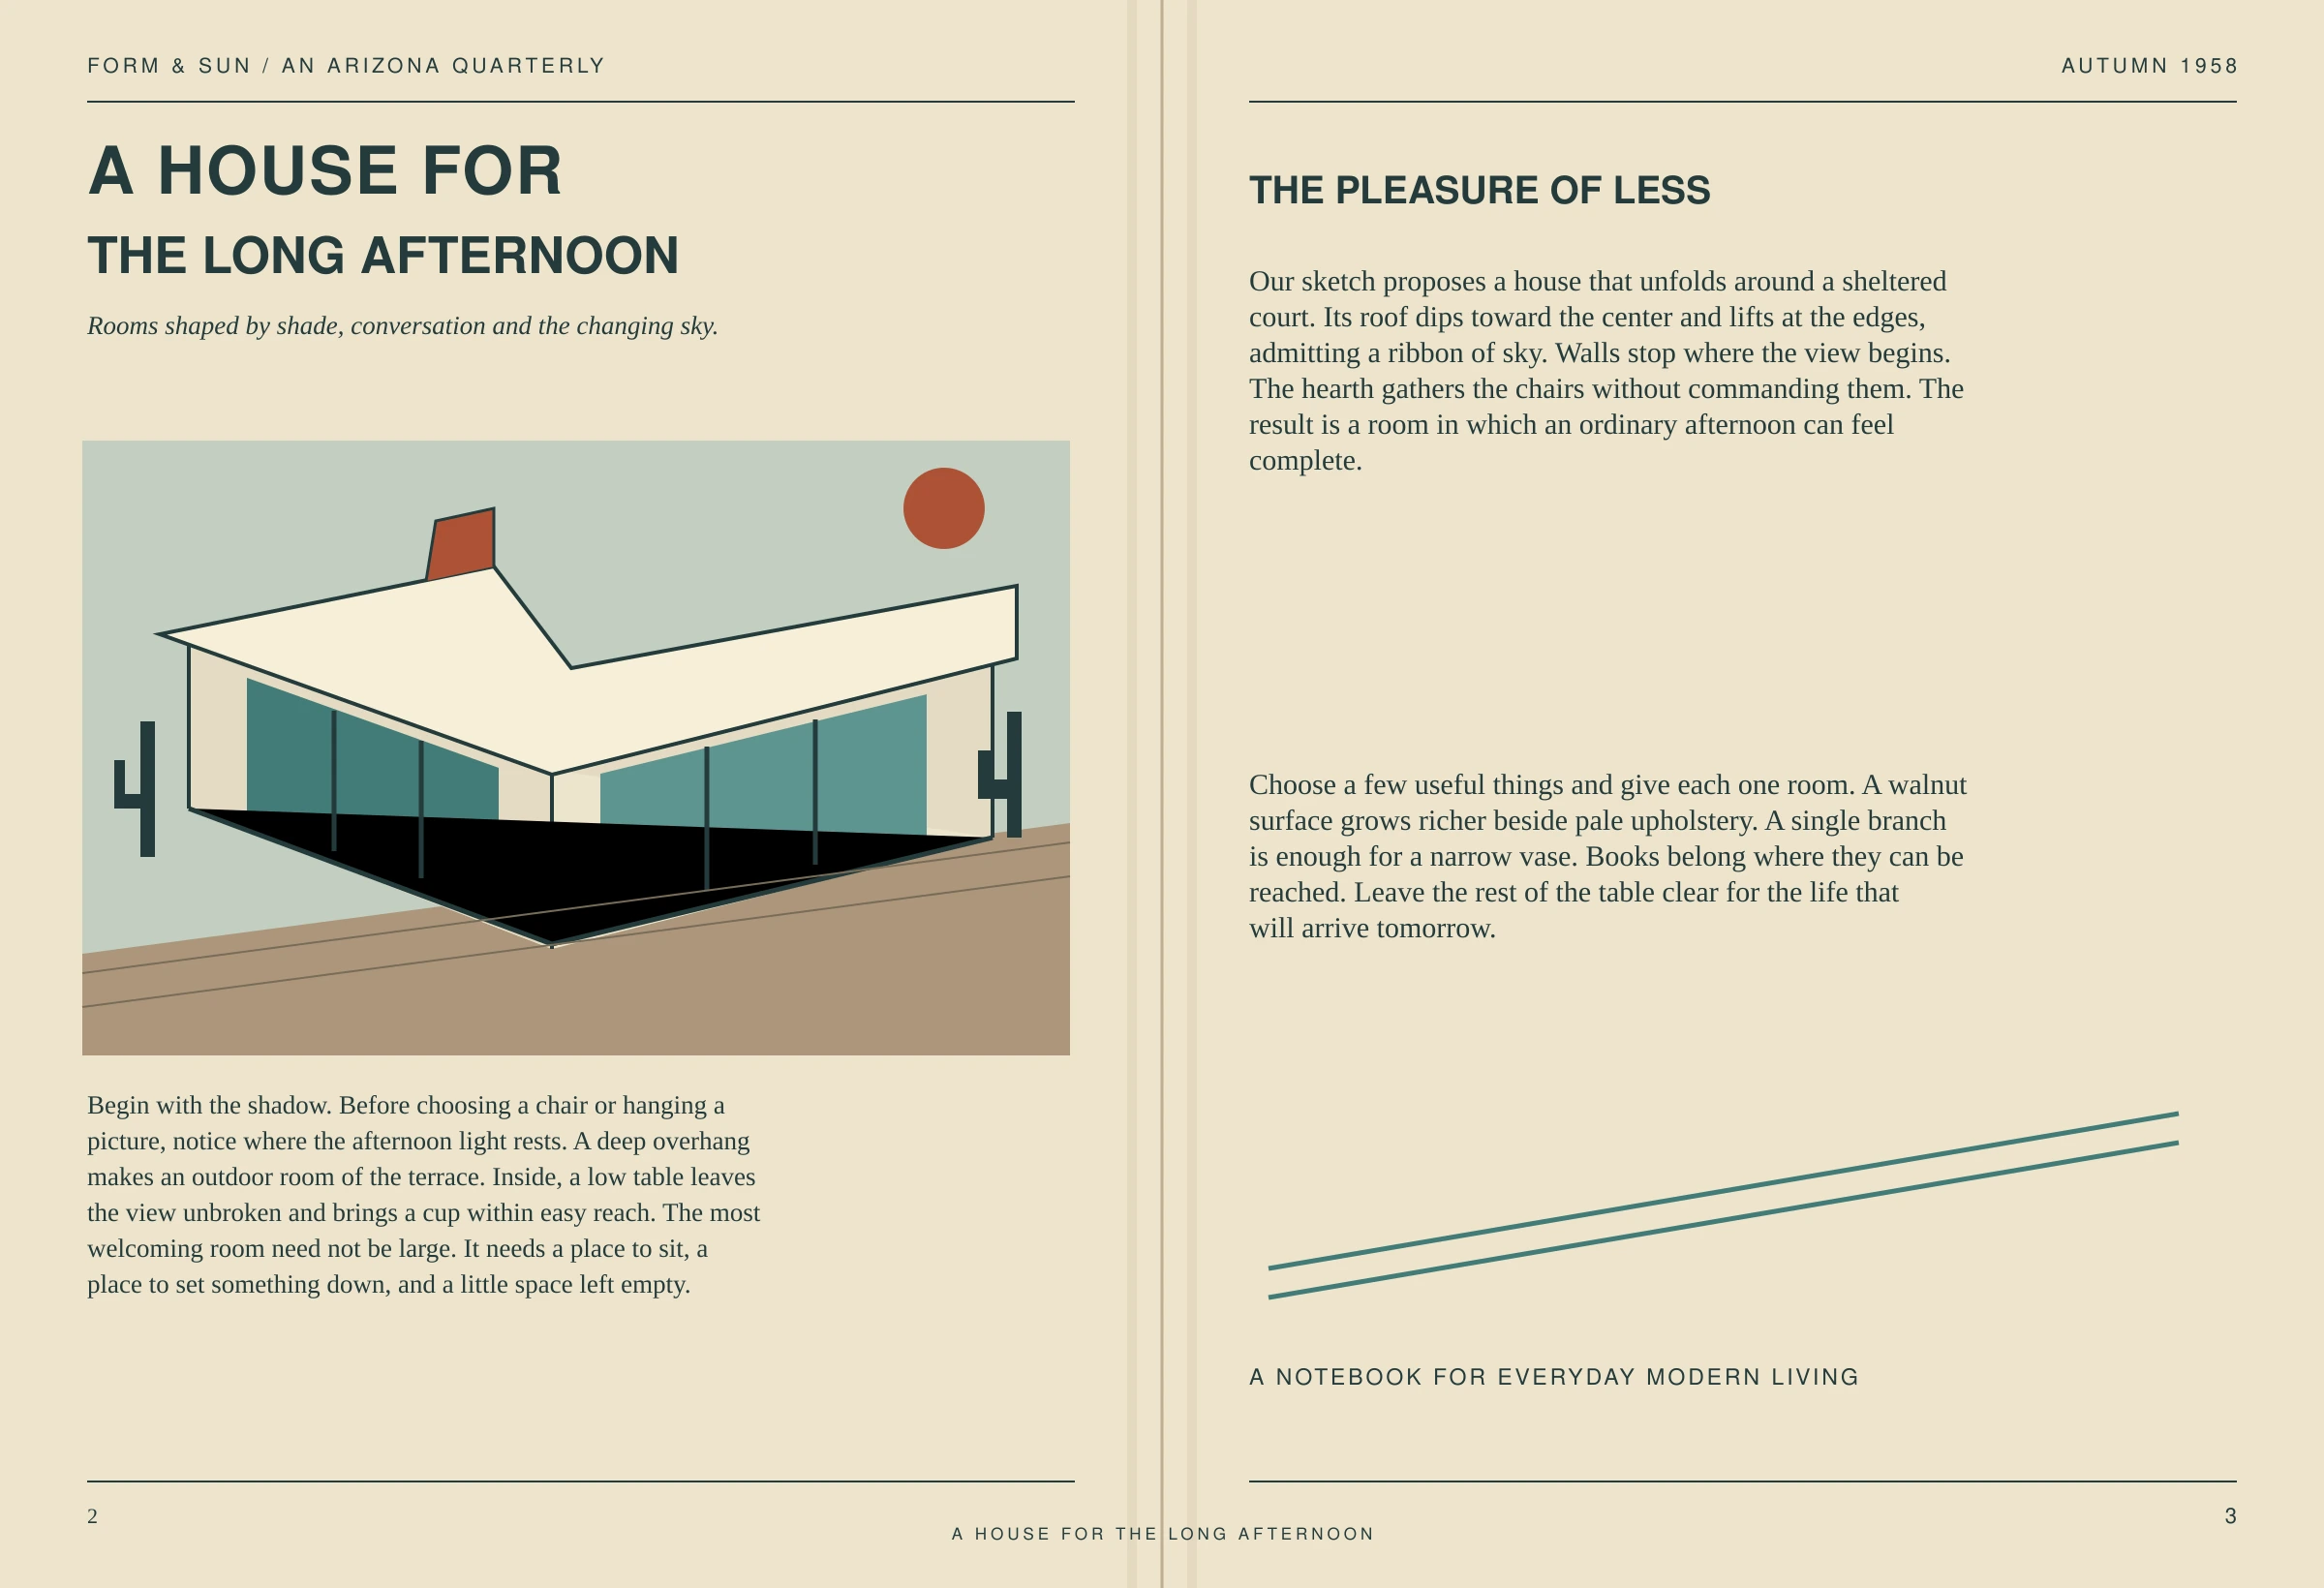 FORM & SUN / AN ARIZONA QUARTERLY
A HOUSE FOR
THE LONG AFTERNOON
Rooms shaped by shade, conversation and the changing sky.
Begin with the shadow. Before choosing a chair or hanging a
picture, notice where the afternoon light rests. A deep overhang
makes an outdoor room of the terrace. Inside, a low table leaves
the view unbroken and brings a cup within easy reach. The most
welcoming room need not be large. It needs a place to sit, a
place to set something down, and a little space left empty.
2
AUTUMN 1958
THE PLEASURE OF LESS
Our sketch proposes a house that unfolds around a sheltered
court. Its roof dips toward the center and lifts at the edges,
admitting a ribbon of sky. Walls stop where the view begins.
The hearth gathers the chairs without commanding them. The
result is a room in which an ordinary afternoon can feel
complete.
Choose a few useful things and give each one room. A walnut
surface grows richer beside pale upholstery. A single branch
is enough for a narrow vase. Books belong where they can be
reached. Leave the rest of the table clear for the life that
will arrive tomorrow.
A NOTEBOOK FOR EVERYDAY MODERN LIVING
3
A HOUSE FOR THE LONG AFTERNOON